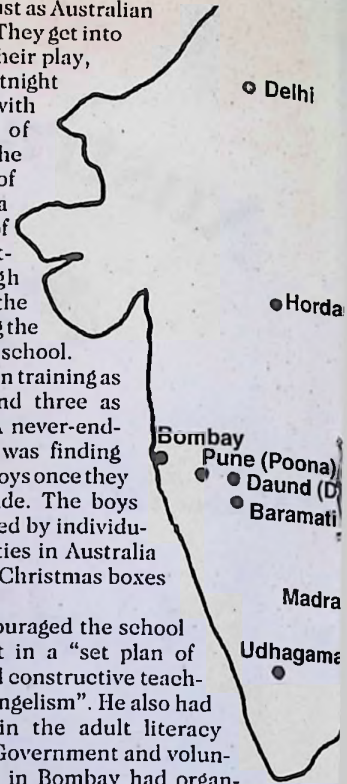 ust as Australian
They get into
heir play,
tnight
with
of
he
of
a
of
t-
gh
the
g the
school.
n training as
nd three as
A never-end-
was finding
oys once they
de. The boys
ed by individu-
ties in Australia
Christmas boxes
ouraged the school
t in a “set plan of
d constructive teach-
ngelism”. He also had
in the adult literacy
Government and volun-
in Bombay had organ-
Delhi
Horda
Bombay
Pune (Poona)
Daund (D
Baramati
Madra
Udhagama